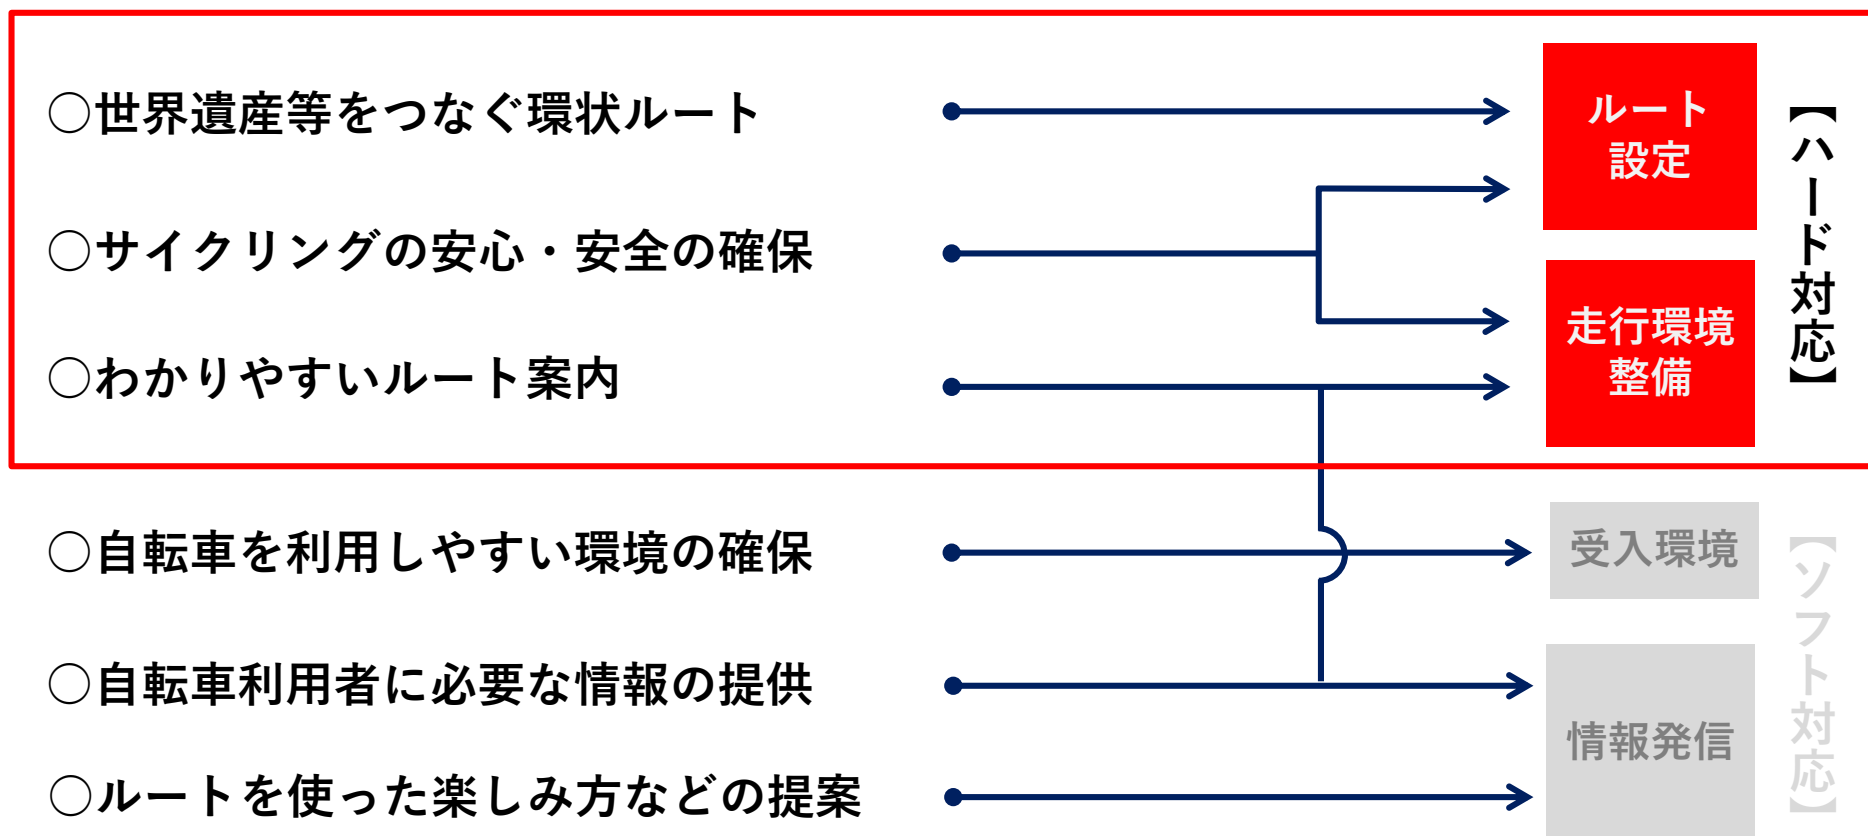 ○世界遺産等をつなぐ環状ルート
○サイクリングの安心・安全の確保
○わかりやすいルート案内
○自転車を利用しやすい環境の確保
○自転車利用者に必要な情報の提供
○ルートを使った楽しみ方などの提案
ルート
設定
走行環境
整備
受入環境
情報発信
【ハード対応】
【ソフト対応】